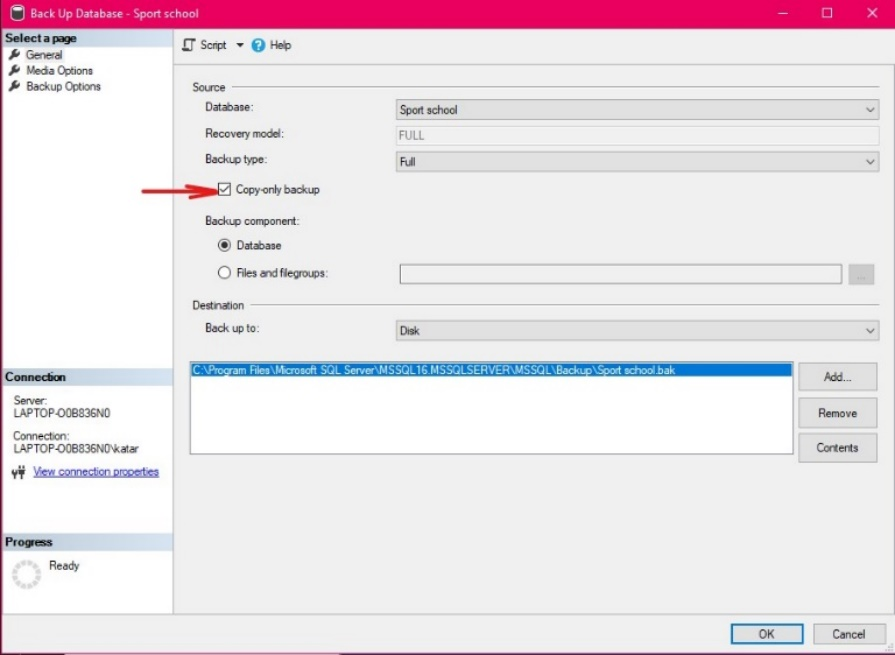 Back Up Database - Sport school
Select a page
General
Media Options
Backup Options
Script
Help
Source
Database:
Sport school
Recovery model:
FULL
Backup type:
Full
Copy-only backup
Backup component:
Database
Files and filegroups:
...
Destination
Back up to:
Disk
C:\Program Files\Microsoft SQL Server\MSSQL16.MSSQLSERVER\MSSQL\Backup\Sport school.bak
Add...
Remove
Contents
Connection
Server:
LAPTOP-O0B836N0
Connection:
LAPTOP-O0B836N0\katar
View connection properties
Progress
Ready
OK
Cancel